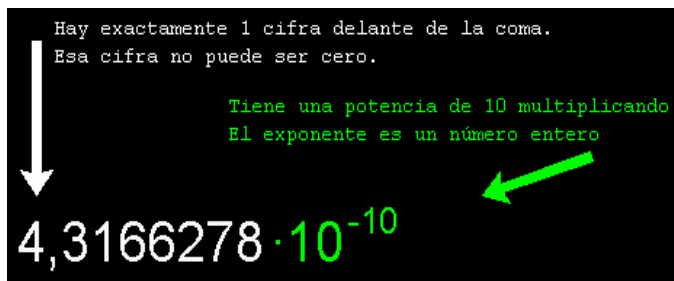 Hay exactamente 1 cifra delante de la coma.
Esa cifra no puede ser cero.
Tiene una potencia de 10 multiplicando
El exponente es un número entero
4,3166278·10⁻¹⁰